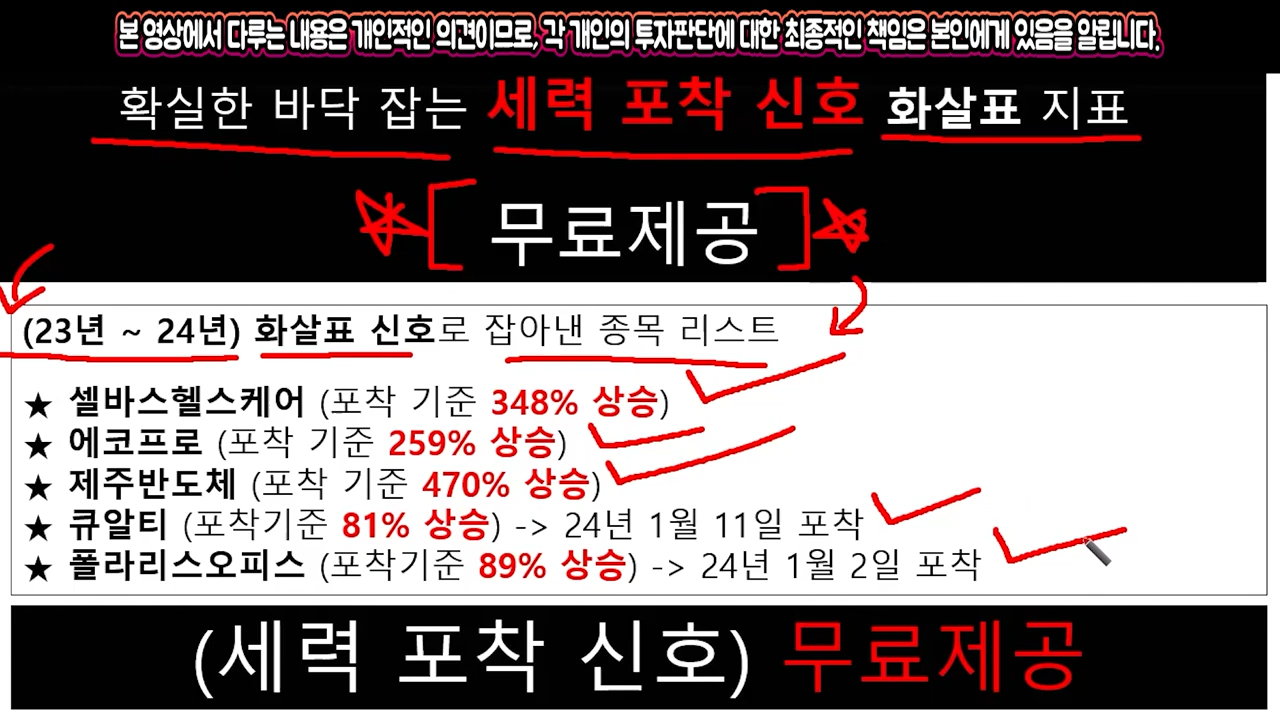 본 영상에서 다루는 내용은 개인적인 의견이므로, 각 개인의 투자판단에 대한 최종적인 책임은 본인에게 있음을 알립니다.
확실한 바닥 잡는 세력 포착 신호 화살표 지표
무료제공
(23년 ~ 24년) 화살표 신호로 잡아낸 종목 리스트
★ 셀바스헬스케어 (포착 기준 348% 상승)
★ 에코프로 (포착 기준 259% 상승)
★ 제주반도체 (포착 기준 470% 상승)
★ 큐알티 (포착기준 81% 상승) -> 24년 1월 11일 포착
★ 폴라리스오피스 (포착기준 89% 상승) -> 24년 1월 2일 포착
(세력 포착 신호) 무료제공